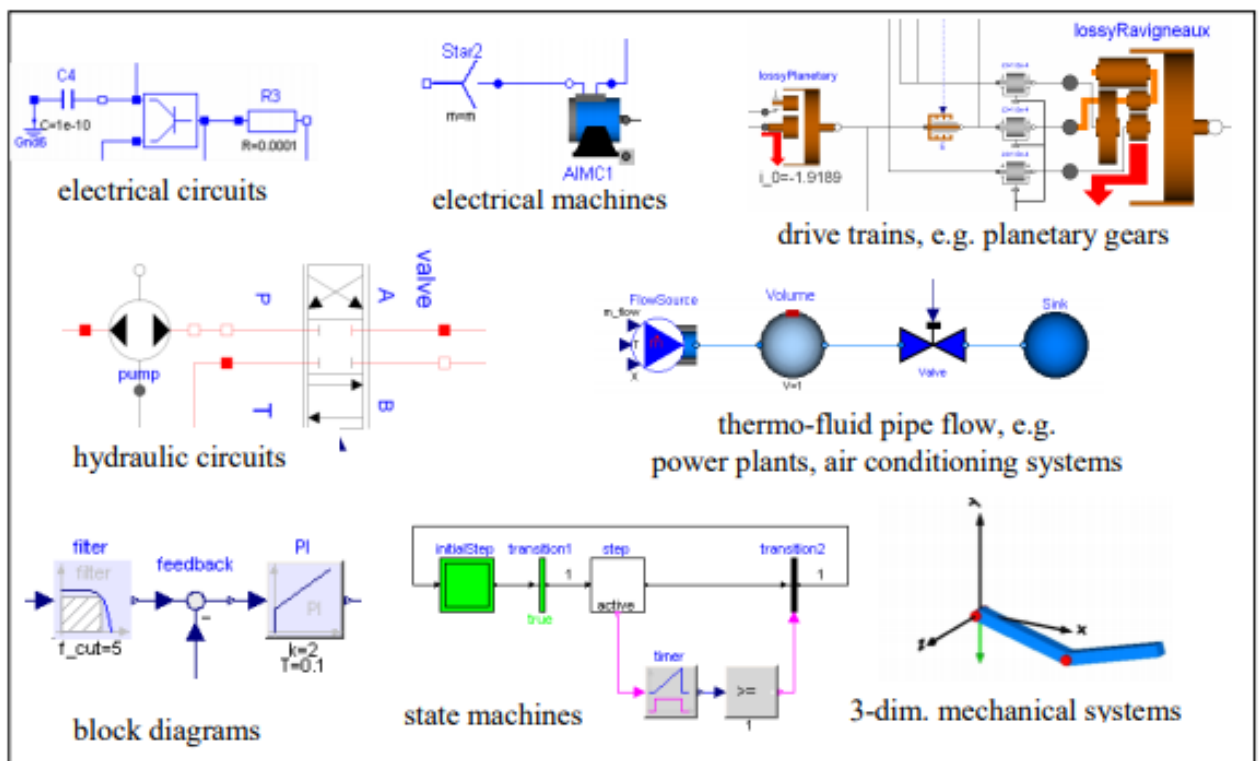 C4
C=1e-10
Gnd6
R3
R=0.0001
electrical circuits
Star2
m=m
AIMC1
electrical machines
lossyPlanetary
i_0=-1.9189
lossyRavigneaux
drive trains, e.g. planetary gears
pump
P
T
A
B
valve
hydraulic circuits
FlowSource
m_flow
T
X
Volume
V=1
Valve
Sink
thermo-fluid pipe flow, e.g.
power plants, air conditioning systems
filter
filter
f_cut=5
feedback
PI
PI
k=2
T=0.1
block diagrams
initialStep
transition1
1
true
step
active
transition2
1
timer
>=
1
state machines
y
x
z
3-dim. mechanical systems